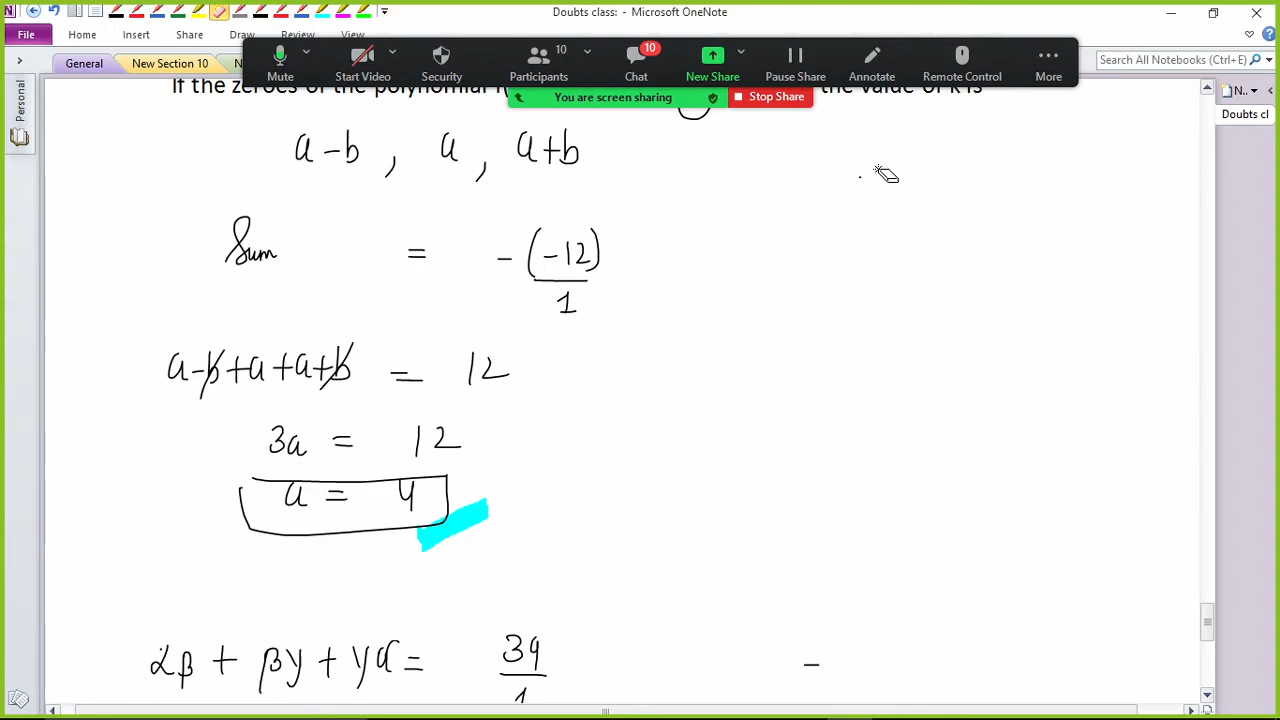 Doubts class: - Microsoft OneNote
File Home Insert Share Draw Review View
General New Section 10
Search All Notebooks (Ctrl+E)
10 10
Mute Start Video Security Participants Chat New Share Pause Share Annotate Remote Control More
You are screen sharing Stop Share
N..
Doubts cl
Personal
If the zeroes of the polynomial the value of k is
a - b , a , a + b
Sum = - (-12)
1
a - b + a + a + b = 12
3a = 12
a = 4
αβ + βγ + γα = 39
1
-